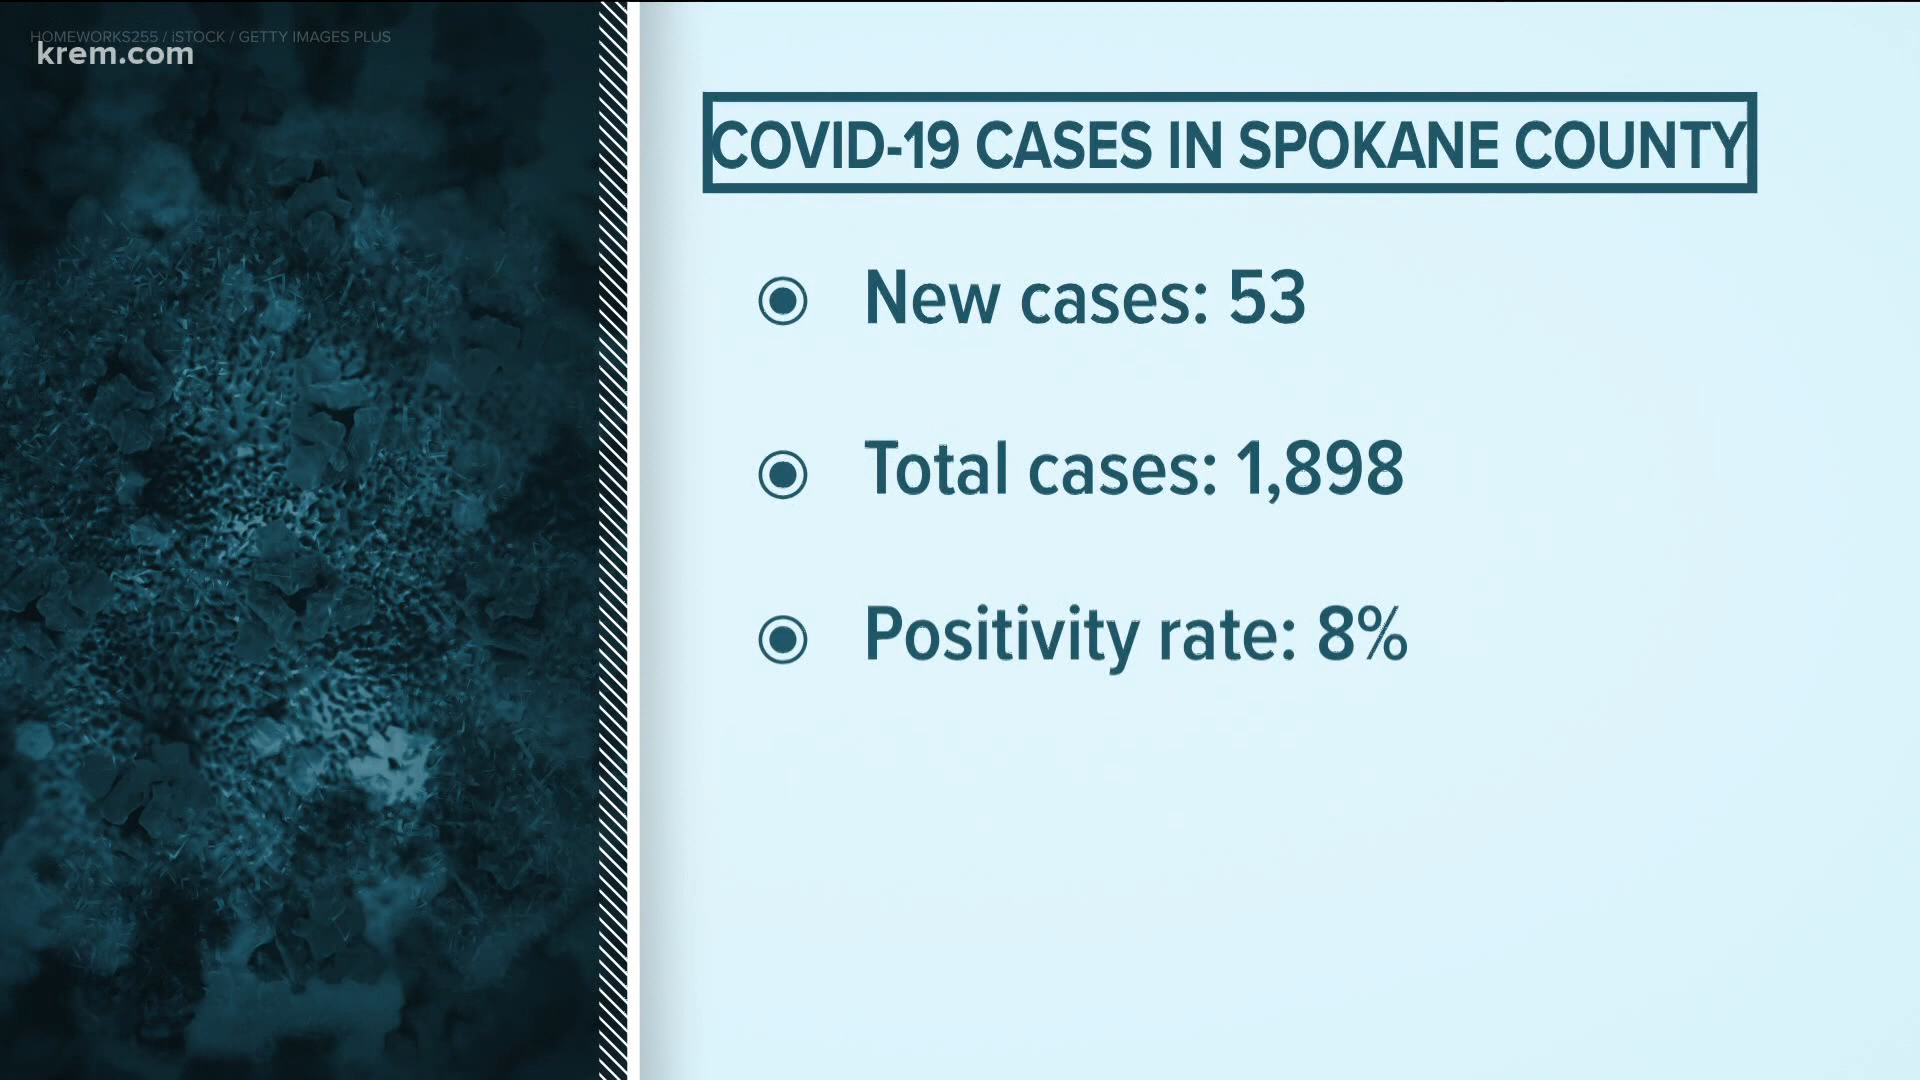 HOMEWORKS255 / iSTOCK / GETTY IMAGES PLUS
krem.com
COVID-19 CASES IN SPOKANE COUNTY
New cases: 53
Total cases: 1,898
Positivity rate: 8%